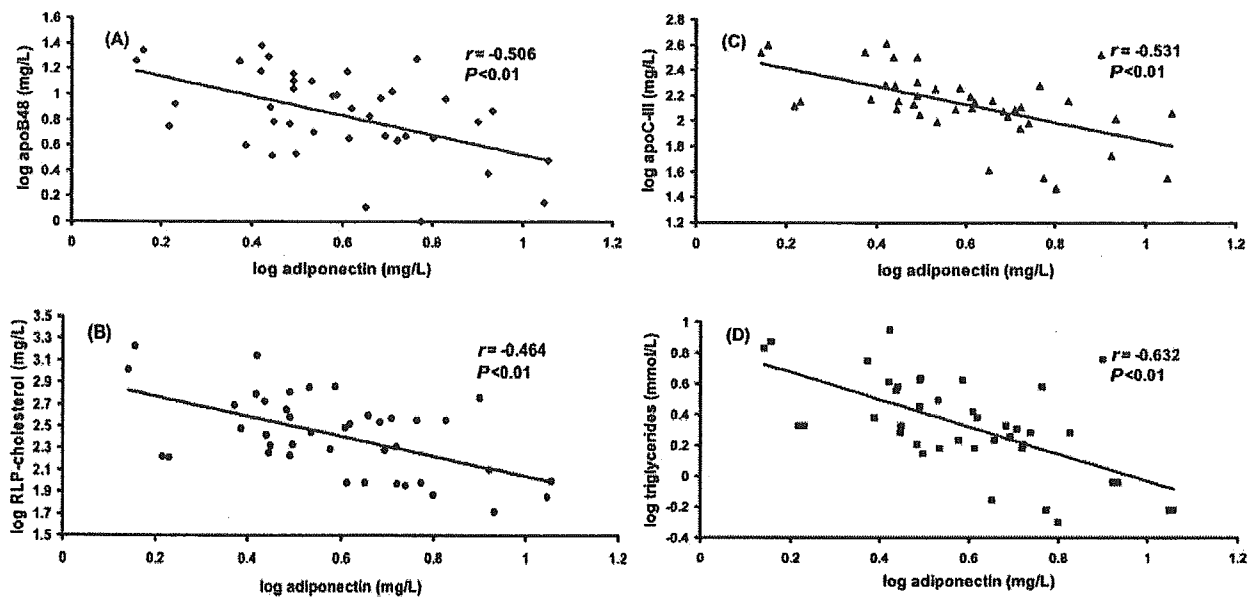 (A)
r= -0.506
P<0.01
log apoB48 (mg/L)
1.6
1.4
1.2
1
0.8
0.6
0.4
0.2
0
0 0.2 0.4 0.6 0.8 1 1.2
log adiponectin (mg/L)
(C)
r= -0.531
P<0.01
log apoC-III (mg/L)
3
2.8
2.6
2.4
2.2
2
1.8
1.6
1.4
1.2
0 0.2 0.4 0.6 0.8 1 1.2
log adiponectin (mg/L)
(B)
r= -0.464
P<0.01
log RLP-cholesterol (mg/L)
3.5
3.3
3.1
2.9
2.7
2.5
2.3
2.1
1.9
1.7
1.5
0 0.2 0.4 0.6 0.8 1 1.2
log adiponectin (mg/L)
(D)
r= -0.632
P<0.01
log triglycerides (mmol/L)
1
0.8
0.6
0.4
0.2
0
-0.2
-0.4
0 0.2 0.4 0.6 0.8 1 1.2
log adiponectin (mg/L)